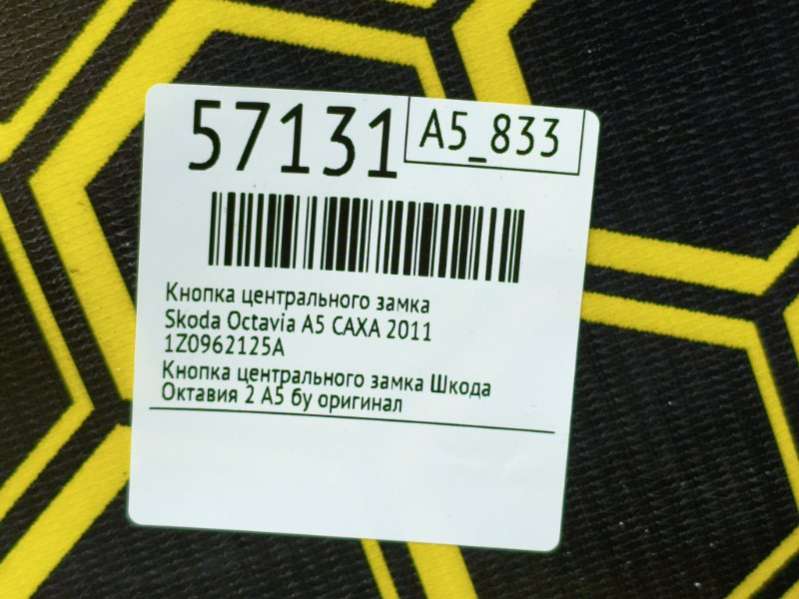 57131
A5_833
Кнопка центрального замка
Skoda Octavia A5 CAXA 2011
1Z0962125A
Кнопка центрального замка Шкода
Октавия 2 А5 бу оригинал